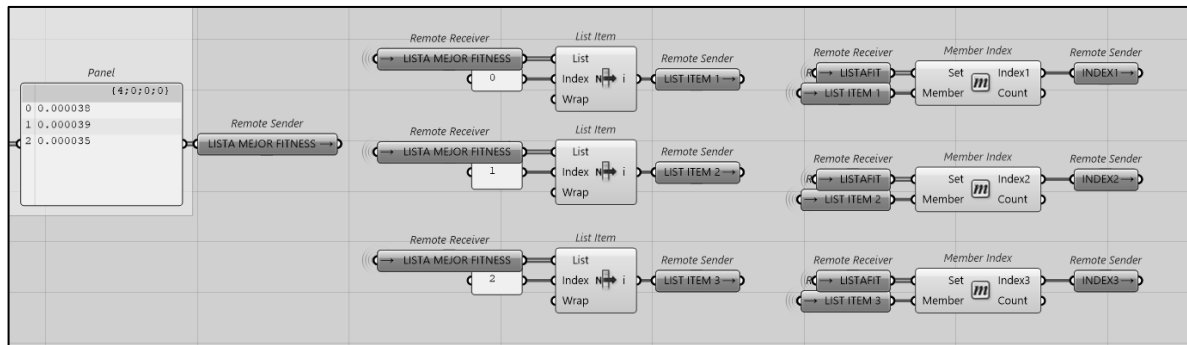 Panel
{4;0;0;0}
0 0.000038
1 0.000039
2 0.000035
Remote Sender
LISTA MEJOR FITNESS →
Remote Receiver
→ LISTA MEJOR FITNESS
0
List Item
List
Index N i
Wrap
Remote Sender
LIST ITEM 1 →
Remote Receiver
R → LISTAFIT
→ LIST ITEM 1
Member Index
Set Index1
m
Member Count
Remote Sender
INDEX1 →
Remote Receiver
→ LISTA MEJOR FITNESS
1
List Item
List
Index N i
Wrap
Remote Sender
LIST ITEM 2 →
Remote Receiver
R → LISTAFIT
→ LIST ITEM 2
Member Index
Set Index2
m
Member Count
Remote Sender
INDEX2 →
Remote Receiver
→ LISTA MEJOR FITNESS
2
List Item
List
Index N i
Wrap
Remote Sender
LIST ITEM 3 →
Remote Receiver
R → LISTAFIT
→ LIST ITEM 3
Member Index
Set Index3
m
Member Count
Remote Sender
INDEX3 →